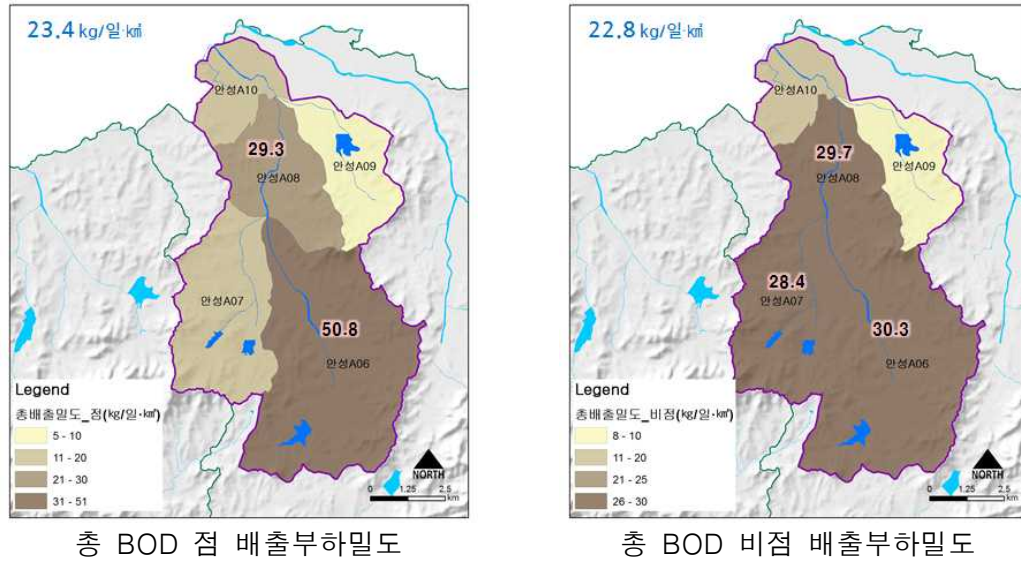 23.4 kg/일·㎢
안성A10
29.3
안성A09
안성A08
안성A07
50.8
안성A06
Legend
총배출밀도_점(kg/일·㎢)
5 - 10
11 - 20
21 - 30
31 - 51
NORTH
0 1.25 2.5
km
총 BOD 점 배출부하밀도
22.8 kg/일·㎢
안성A10
29.7
안성A09
안성A08
28.4
안성A07
30.3
안성A06
Legend
총배출밀도_비점(kg/일·㎢)
8 - 10
11 - 20
21 - 25
26 - 30
NORTH
0 1.25 2.5
km
총 BOD 비점 배출부하밀도